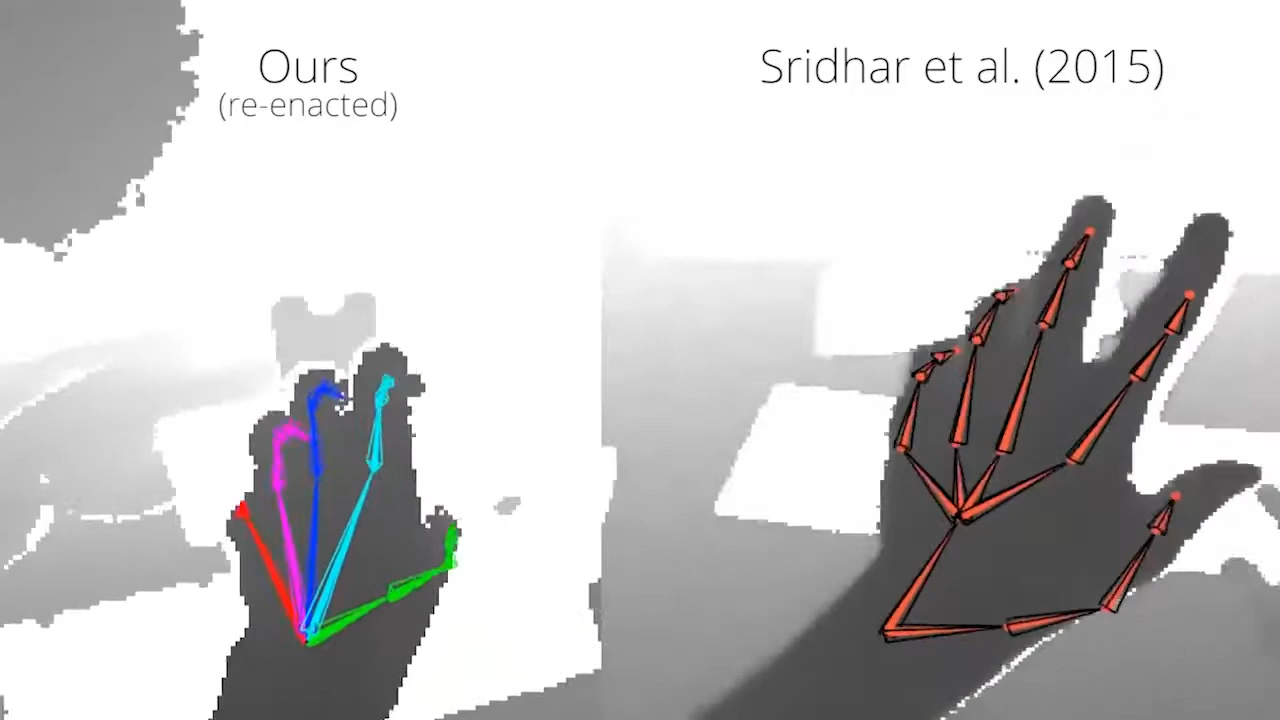 Ours
(re-enacted)
Sridhar et al. (2015)